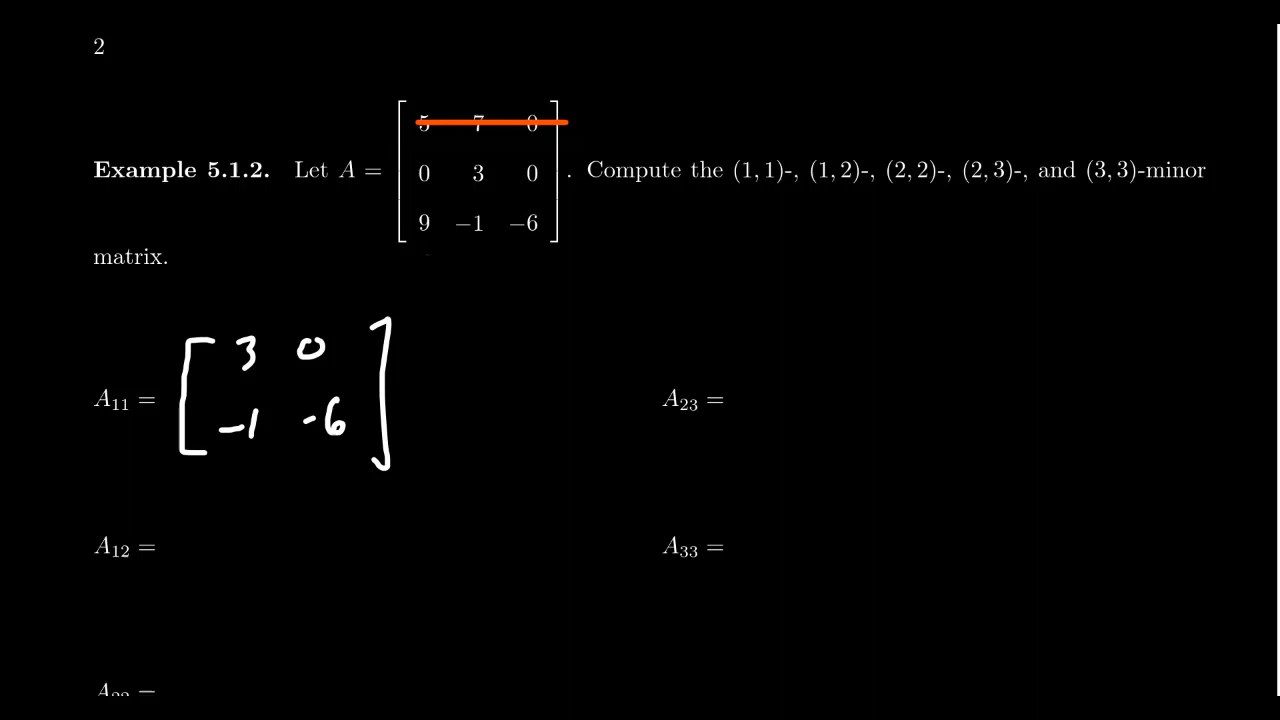 2
5 7 0
Example 5.1.2. Let A = 0 3 0 . Compute the (1, 1)-, (1, 2)-, (2, 2)-, (2, 3)-, and (3, 3)-minor
9 −1 −6
matrix.
3 0
A11 = A23 =
-1 -6
A12 = A33 =
A22 =